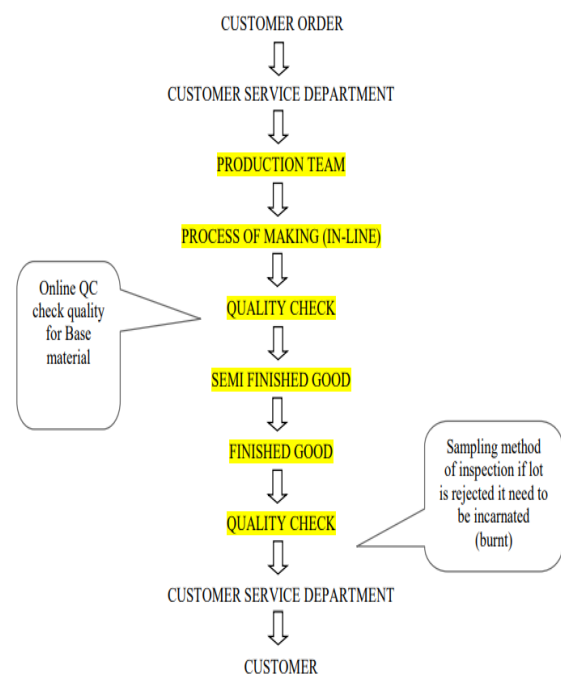 CUSTOMER ORDER
CUSTOMER SERVICE DEPARTMENT
PRODUCTION TEAM
PROCESS OF MAKING (IN-LINE)
Online QC
check quality
for Base
material
QUALITY CHECK
SEMI FINISHED GOOD
FINISHED GOOD
Sampling method
of inspection if lot
is rejected it need to
be incarnated
(burnt)
QUALITY CHECK
CUSTOMER SERVICE DEPARTMENT
CUSTOMER